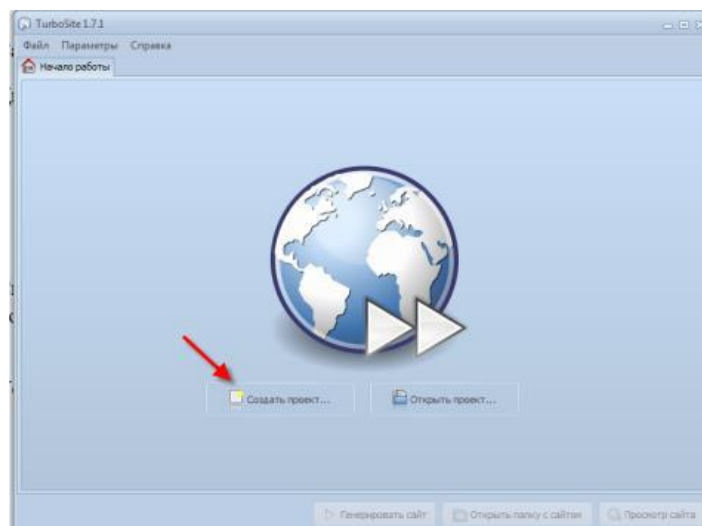 TurboSite 1.7.1
Файл Параметры Справка
Начало работы
Создать проект... Открыть проект...
Генерировать сайт Открыть папку с сайтом Просмотр сайта